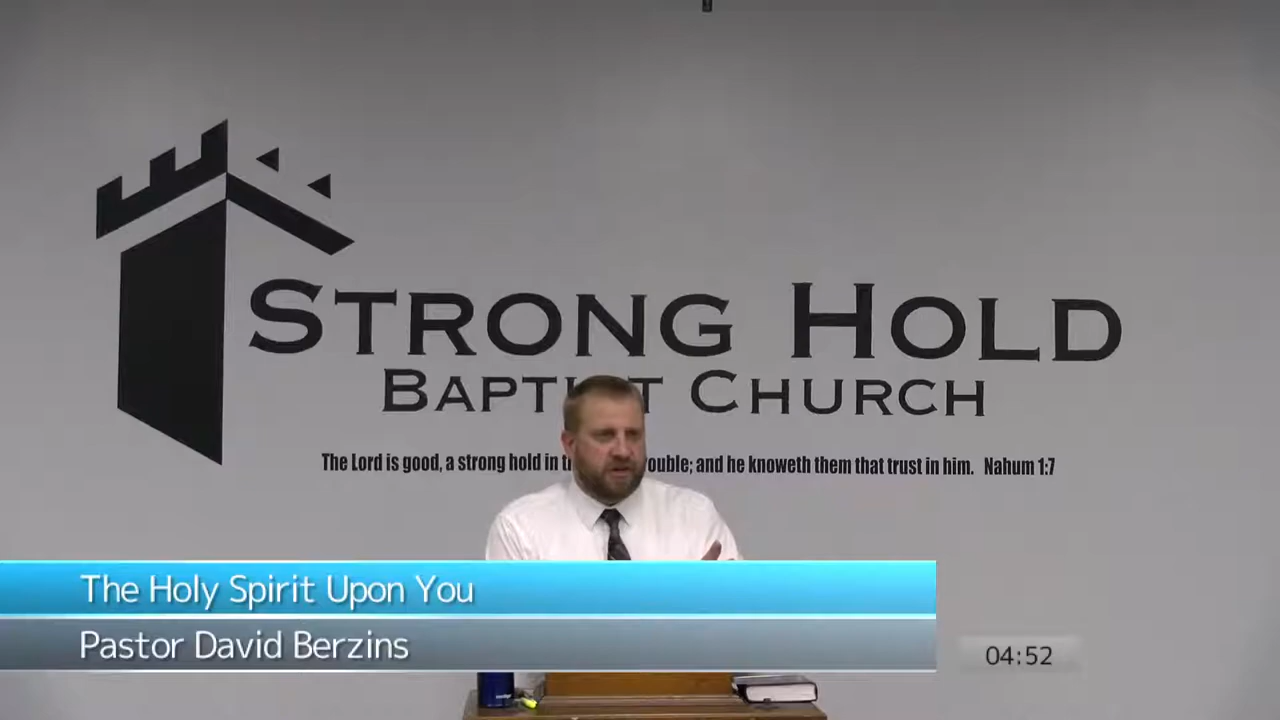 STRONG HOLD
BAPTIST CHURCH
The Lord is good, a strong hold in ouble; and he knoweth them that trust in him. Nahum 1:7
The Holy Spirit Upon You
Pastor David Berzins
04:52